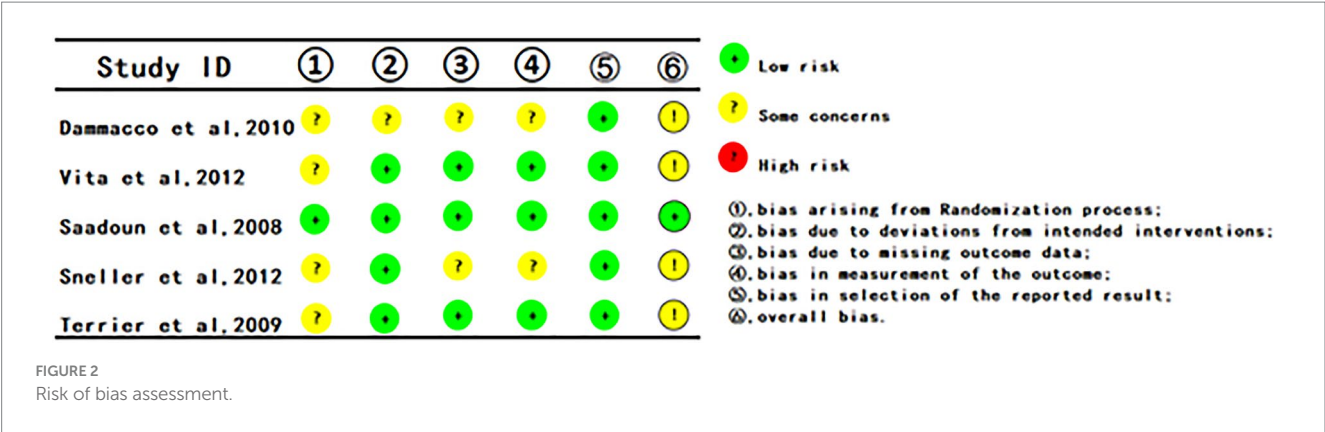 Study ID ① ② ③ ④ ⑤ ⑥
Dammacco et al,2010 ? ? ? ? + !
Vita et al,2012 ? + + + + !
Saadoun et al,2008 + + + + + +
Sneller et al,2012 ? + ? ? + !
Terrier et al,2009 ? + + + + !
+ Low risk
? Some concerns
? High risk
①.bias arising from Randomization process;
②.bias due to deviations from intended interventions;
③.bias due to missing outcome data;
④.bias in measurement of the outcome;
⑤.bias in selection of the reported result;
⑥.overall bias.
FIGURE 2
Risk of bias assessment.